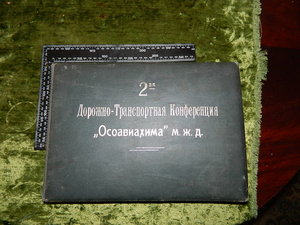 2ая
Дорожно-Транспортная Конференция
„Осоавиахима" м. ж. д.